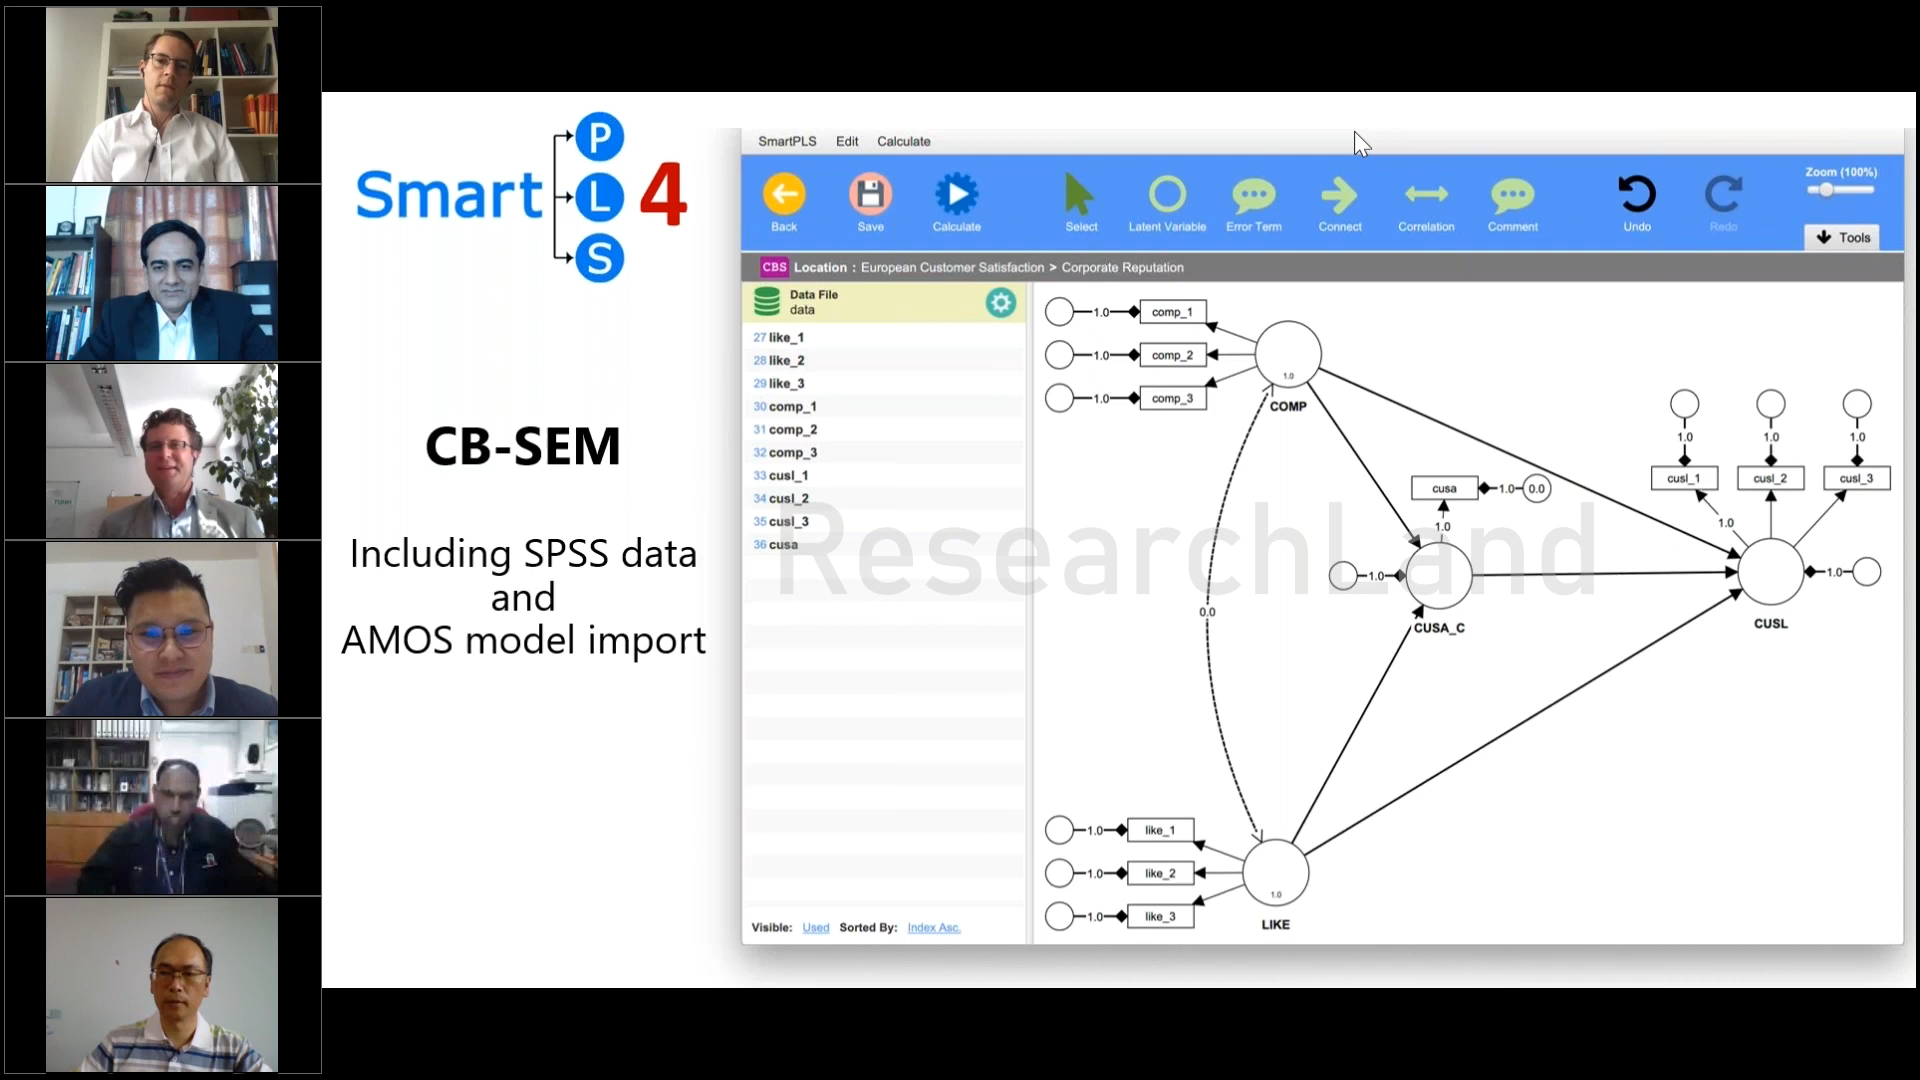 Smart PLS 4
CB-SEM
Including SPSS data
and
AMOS model import
SmartPLS Edit Calculate
Back Save Calculate Select Latent Variable Error Term Connect Correlation Comment Undo Redo
Zoom (100%)
Tools
CBS Location : European Customer Satisfaction > Corporate Reputation
Data File
data
27 like_1
28 like_2
29 like_3
30 comp_1
31 comp_2
32 comp_3
33 cusl_1
34 cusl_2
35 cusl_3
36 cusa
Visible: Used Sorted By: Index Asc.
1.0 comp_1
1.0 comp_2
1.0 comp_3
1.0
COMP
1.0 1.0 1.0
cusl_1 cusl_2 cusl_3
1.0
cusa 1.0 0.0
1.0
1.0
CUSA_C
1.0
CUSL
0.0
ResearchLand
1.0 like_1
1.0 like_2
1.0 like_3
1.0
LIKE